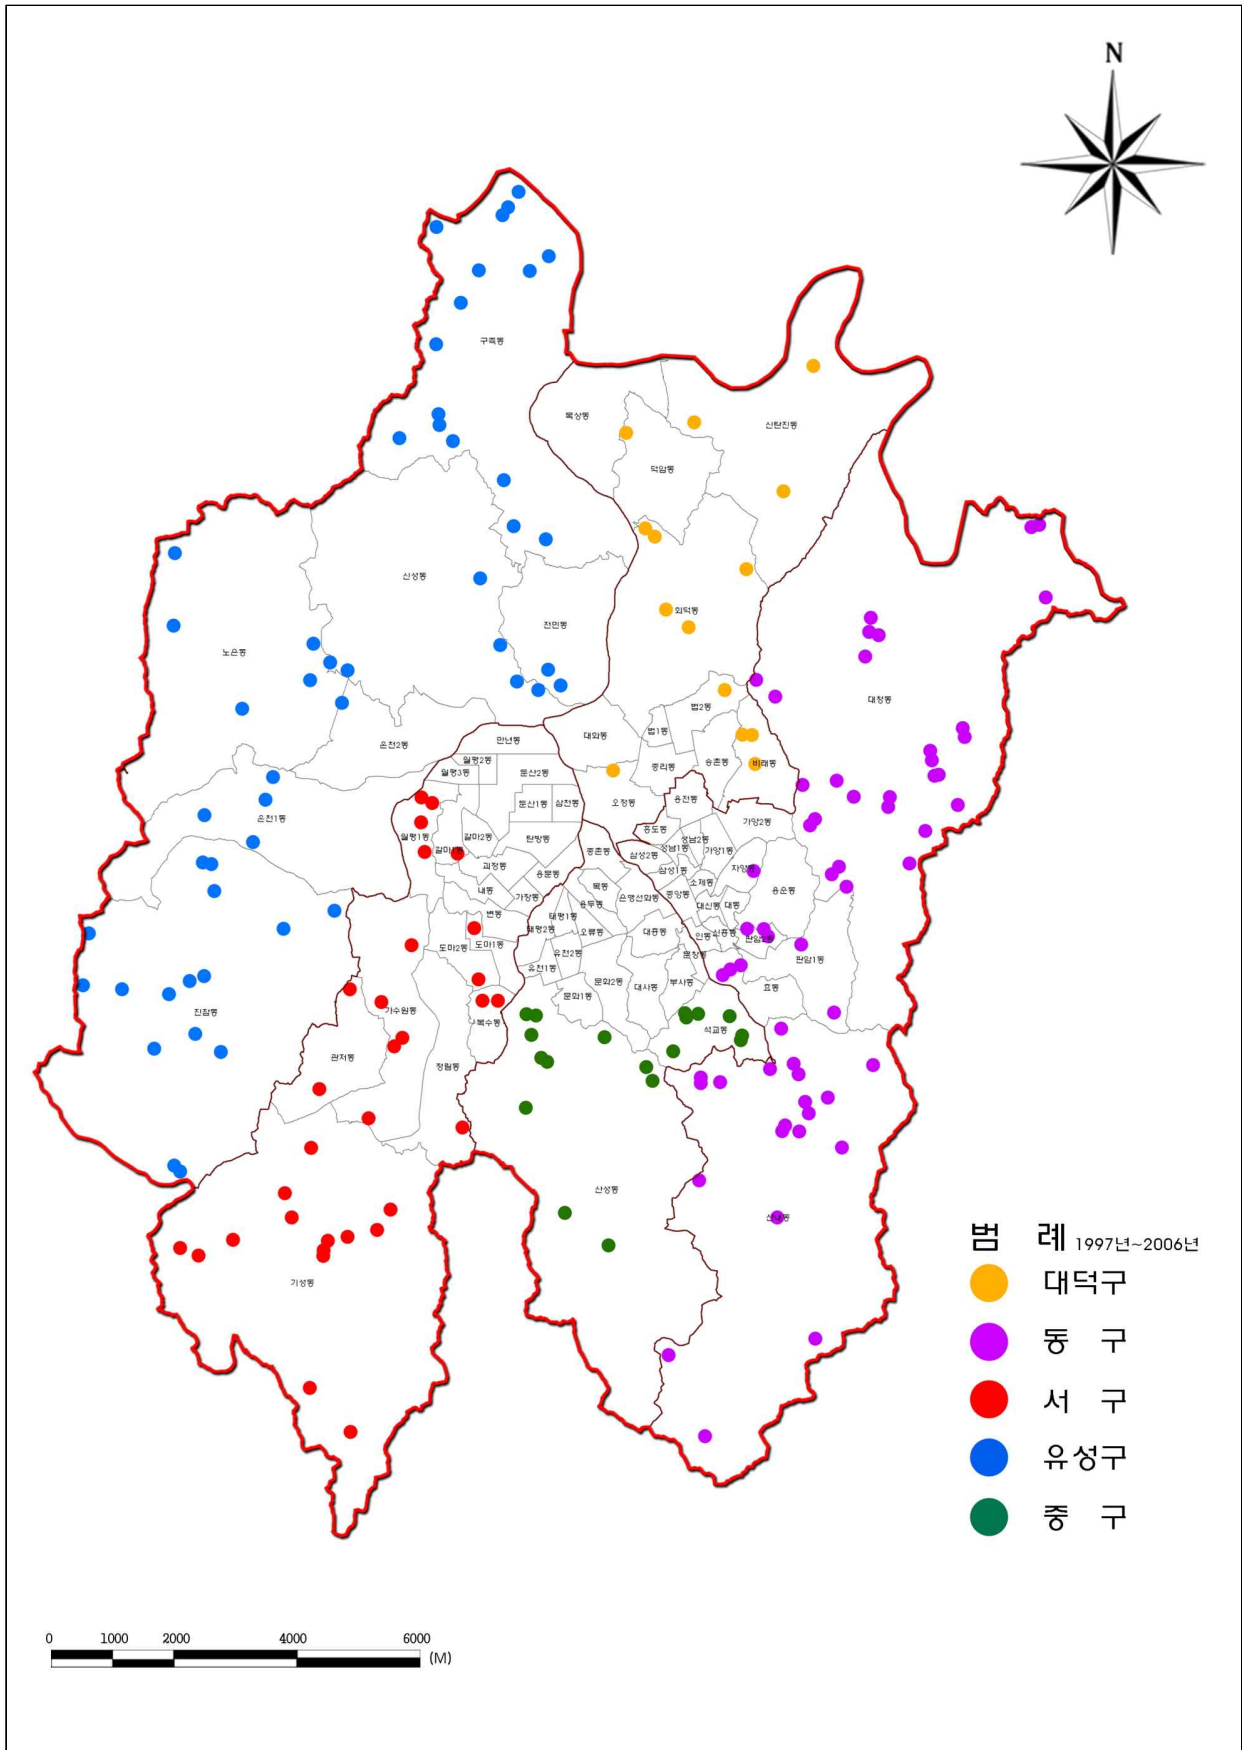 N
구즉동
목상동
신탄진동
덕암동
신성동
회덕동
전민동
노은동
대청동
법2동
온천2동
만년동
대화동
법1동
월평2동
송촌동
비래동
중리동
월평3동
둔산2동
용전동
둔산1동
삼천동
오정동
온천1동
가양2동
홍도동
월평1동
갈마2동
탄방동
성남2동
갈마1동
중촌동
성남1동
가양1동
삼성2동
괴정동
용문동
삼성1동
자양동
소제동
내동
가장동
목동
용두동
은행선화동
중앙동
용운동
대신동
대동
변동
태평1동
태평2동
오류동
대흥동
인동
신흥동
판암2동
도마2동
도마1동
유천2동
문창동
판암1동
유천1동
문화2동
대사동
부사동
효동
문화1동
진잠동
가수원동
복수동
석교동
관저동
정림동
산성동
산내동
기성동
범 례 1997년~2006년
대덕구
동 구
서 구
유성구
중 구
0 1000 2000 4000 6000
(M)